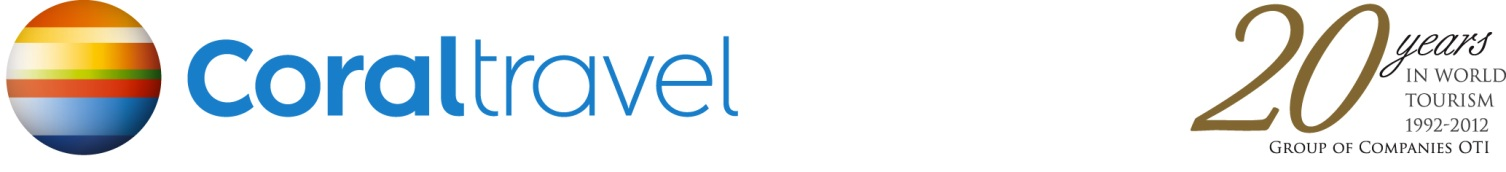 Coraltravel
20 years
IN WORLD
TOURISM
1992-2012
GROUP OF COMPANIES OTI